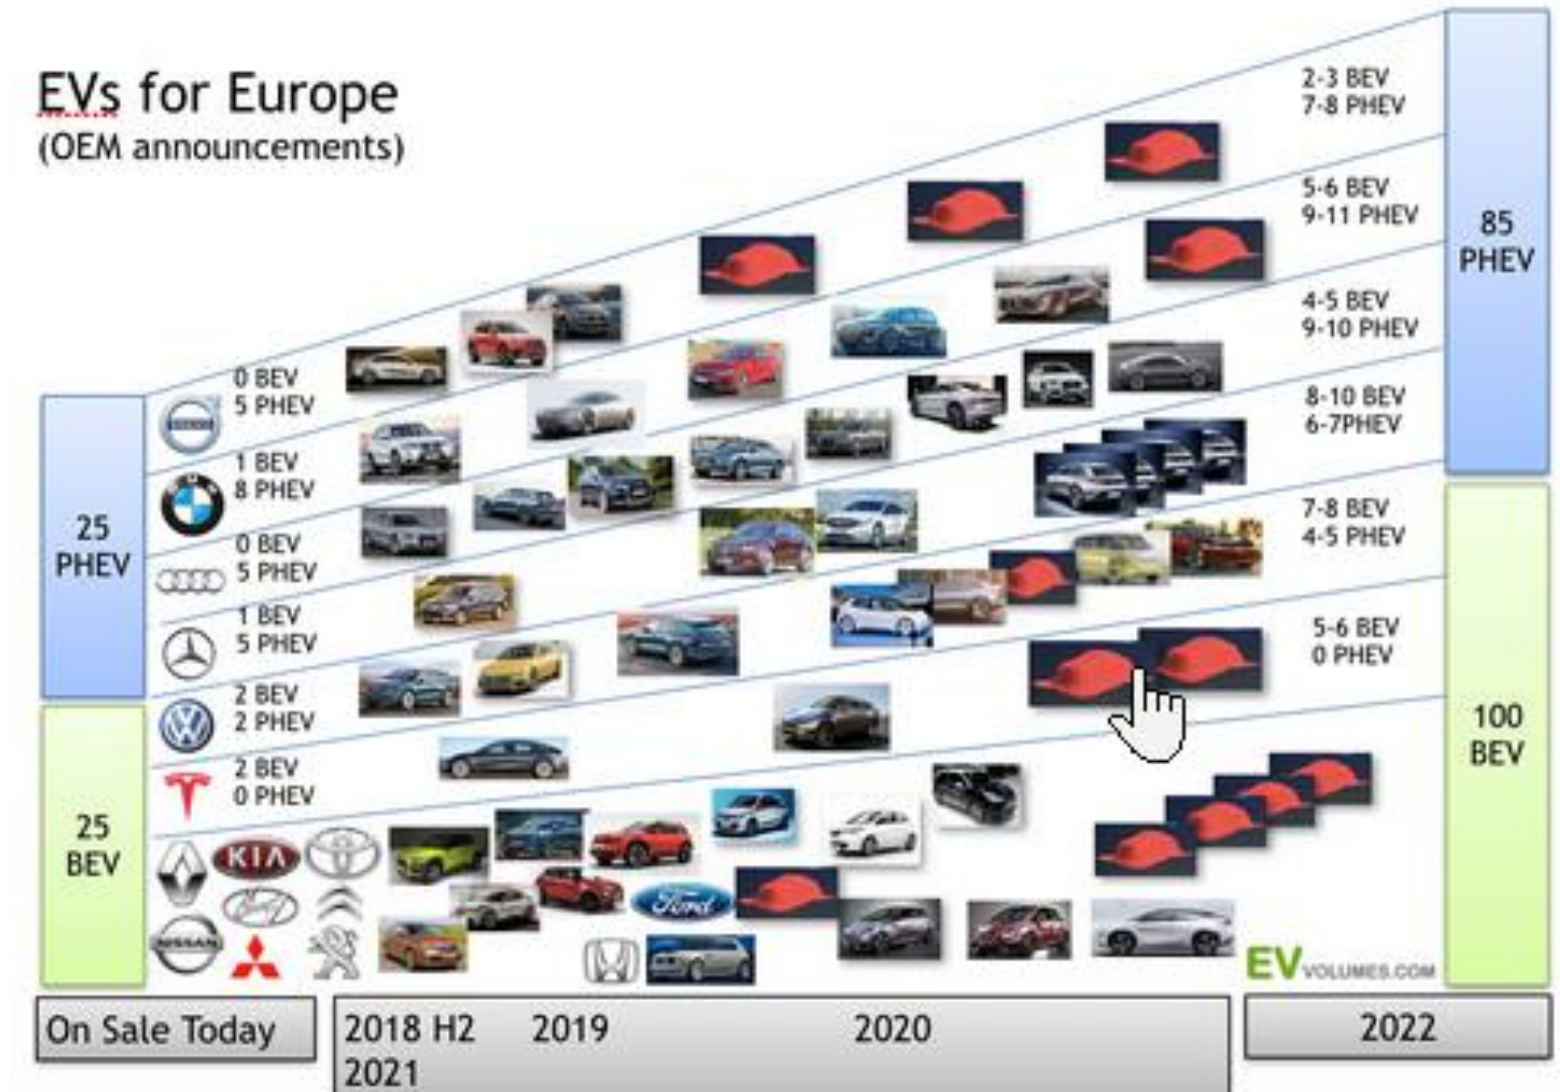 EVs for Europe
(OEM announcements)
2-3 BEV
7-8 PHEV
5-6 BEV
9-11 PHEV
85
PHEV
4-5 BEV
9-10 PHEV
0 BEV
5 PHEV
8-10 BEV
6-7PHEV
1 BEV
8 PHEV
25
PHEV
7-8 BEV
4-5 PHEV
0 BEV
5 PHEV
1 BEV
5 PHEV
5-6 BEV
0 PHEV
2 BEV
2 PHEV
100
BEV
2 BEV
0 PHEV
25
BEV
KIA
Ford
NISSAN
EVVOLUMES.COM
On Sale Today
2018 H2 2019 2020
2021
2022